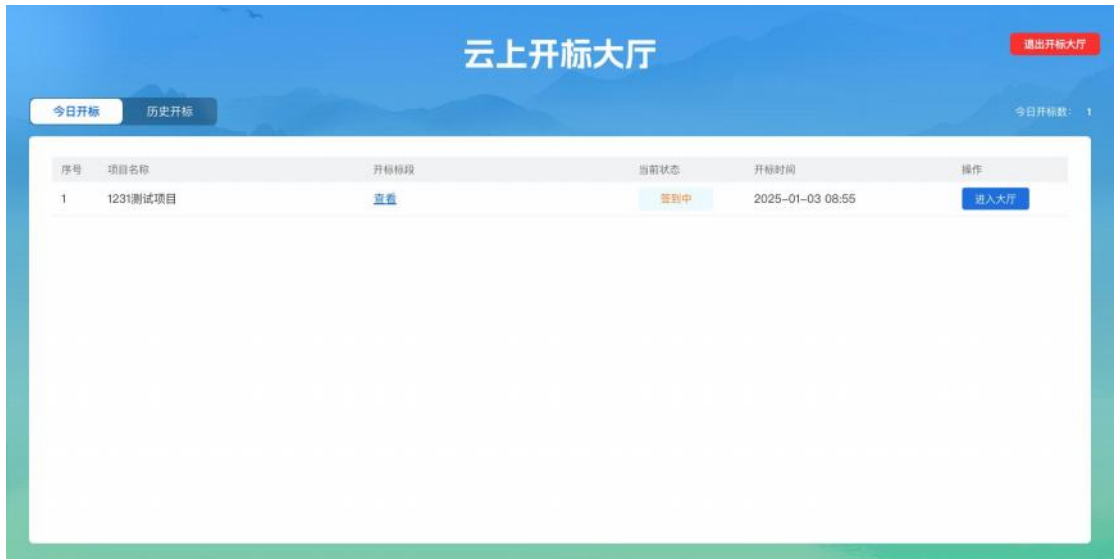 云上开标大厅
退出开标大厅
今日开标 历史开标 今日开标数： 1
序号 项目名称 开标标段 当前状态 开标时间 操作
1 1231测试项目 查看 签到中 2025-01-03 08:55 进入大厅